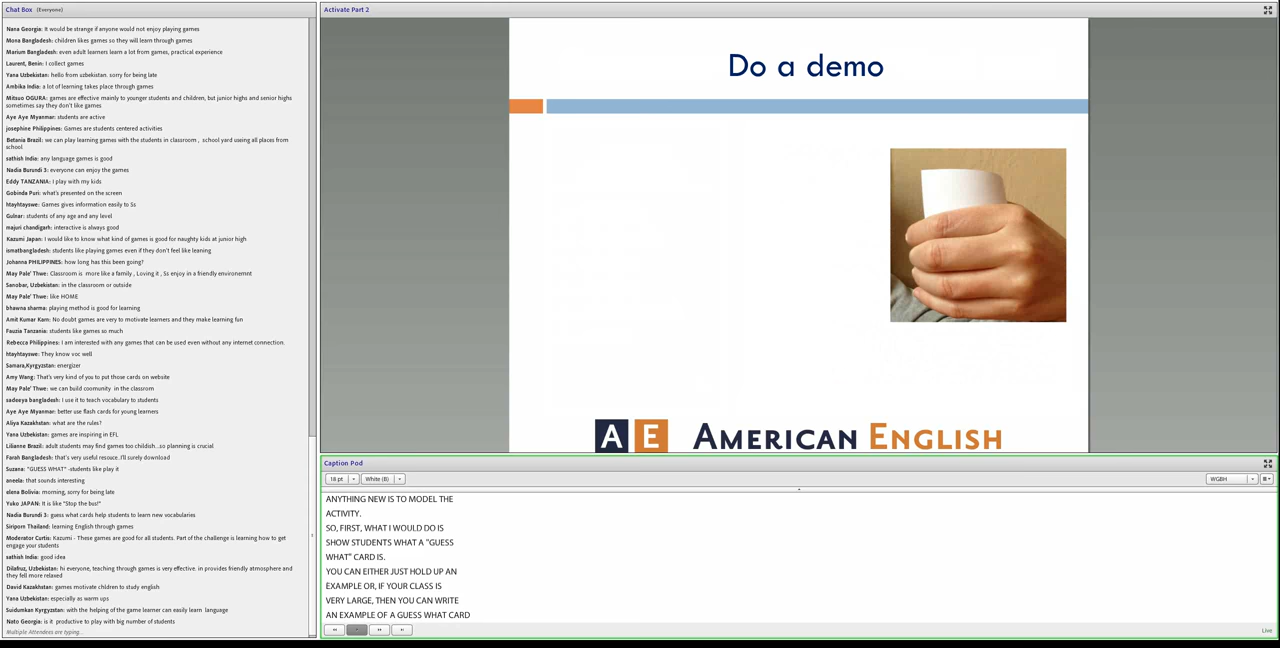 Chat Box (Everyone)
Nana Georgia: It would be strange if anyone would not enjoy playing games
Mona Bangladesh: children likes games so they will learn through games
Marium Bangladesh: even adult learners learn a lot from games, practical experience
Laurent, Benin: I collect games
Yana Uzbekistan: hello from uzbekistan. sorry for being late
Ambika India: a lot of learning takes place through games
Mitsuo OGURA: games are effective mainly to younger students and children, but junior highs and senior highs
sometimes say they don't like games
Aye Aye Myanmar: students are active
josephine Philippines: Games are students centered activities
Betania Brazil: we can play learning games with the students in classroom , school yard useing all places from
school
sathish India: any language games is good
Nadia Burundi 3: everyone can enjoy the games
Eddy TANZANIA: I play with my kids
Gobinda Puri: what's presented on the screen
htayhtayswe: Games gives information easily to Ss
Gulnar: students of any age and any level
majuri chandigarh: interactive is always good
Kazumi Japan: I would like to know what kind of games is good for naughty kids at junior high
ismatbangladesh: students like playing games even if they don't feel like leaning
Johanna PHILIPPINES: how long has this been going?
May Pale' Thwe: Classroom is more like a family , Loving it , Ss enjoy in a friendly environemnt
Sanobar, Uzbekistan: in the classroom or outside
May Pale' Thwe: like HOME
bhawna sharma: playing method is good for learning
Amit Kumar Karn: No doubt games are very to motivate learners and they make learning fun
Fauzia Tanzania: students like games so much
Rebecca Philippines: I am interested with any games that can be used even without any internet connection.
htayhtayswe: They know voc well
Samara,Kyrgyzstan: energizer
Amy Wang: That's very kind of you to put those cards on website
May Pale' Thwe: we can build coomunity in the classrom
sadeeya bangladesh: I use it to teach vocabulary to students
Aye Aye Myanmar: better use flash cards for young learners
Aliya Kazakhstan: what are the rules?
Yana Uzbekistan: games are inspiring in EFL
Lilianne Brazil: adult students may find games too childish...so planning is crucial
Farah Bangladesh: that's very useful resouce .I'll surely download
Suzana: "GUESS WHAT" -students like play it
aneela: that sounds interesting
elena Bolivia: morning, sorry for being late
Yuko JAPAN: It is like "Stop the bus!"
Nadia Burundi 3: guess what games help students to learn new vocabularies
Siriporn Thailand: learning English through games
Moderator Curtis: Kazumi - These games are good for all students. Part of the challenge is learning how to get
engage your students
sathish India: good idea
Dilafruz, Uzbekistan: hi everyone, teaching through games is very effective. in provides friendly atmosphere and
they fell more relaxed
David Kazakhstan: games motivate chldren to study english
Yana Uzbekistan: especially as warm ups
Suidumkan Kyrgyzstan: with the helping of the game learner can easily learn language
Nato Georgia: is it productive to play with big number of students
Multiple Attendees are typing...
Activate Part 2
Do a demo
A E AMERICAN ENGLISH
Caption Pod
18 pt White (B) WGBH
ANYTHING NEW IS TO MODEL THE
ACTIVITY.
SO, FIRST, WHAT I WOULD DO IS
SHOW STUDENTS WHAT A "GUESS
WHAT" CARD IS.
YOU CAN EITHER JUST HOLD UP AN
EXAMPLE OR, IF YOUR CLASS IS
VERY LARGE, THEN YOU CAN WRITE
AN EXAMPLE OF A GUESS WHAT CARD
Live